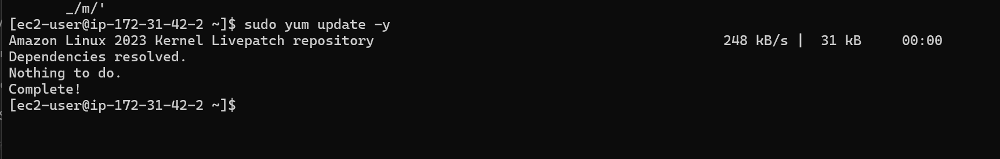 _/m/'
[ec2-user@ip-172-31-42-2 ~]$ sudo yum update -y
Amazon Linux 2023 Kernel Livepatch repository 248 kB/s | 31 kB 00:00
Dependencies resolved.
Nothing to do.
Complete!
[ec2-user@ip-172-31-42-2 ~]$